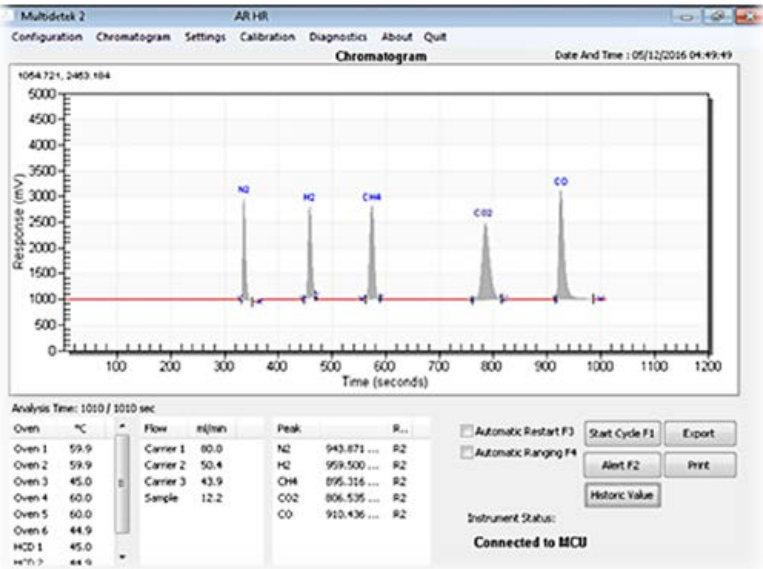 Multidetek 2 AR HR
Configuration Chromatogram Settings Calibration Diagnostics About Quit
Chromatogram Date And Time : 05/12/2016 04:49:49
1054.721, 2463.184
5000
4500
4000
3500
3000
2500
2000
1500
1000
500
0
Response (mV)
N2 H2 CH4 CO2 CO
100 200 300 400 500 600 700 800 900 1000 1100 1200
Time (seconds)
Analysis Time: 1010 / 1010 sec
Oven °C
Oven 1 59.9
Oven 2 59.9
Oven 3 45.0
Oven 4 60.0
Oven 5 60.0
Oven 6 44.9
HCD 1 45.0
HCD 2 44.9
Flow ml/min
Carrier 1 80.0
Carrier 2 50.4
Carrier 3 43.9
Sample 12.2
Peak R..
N2 943.871 ... R2
H2 959.500 ... R2
CH4 895.316 ... R2
CO2 806.535 ... R2
CO 910.436 ... R2
Automatic Restart F3
Automatic Ranging F4
Start Cycle F1 Export
Alert F2 Print
Historic Value
Instrument Status:
Connected to MCU